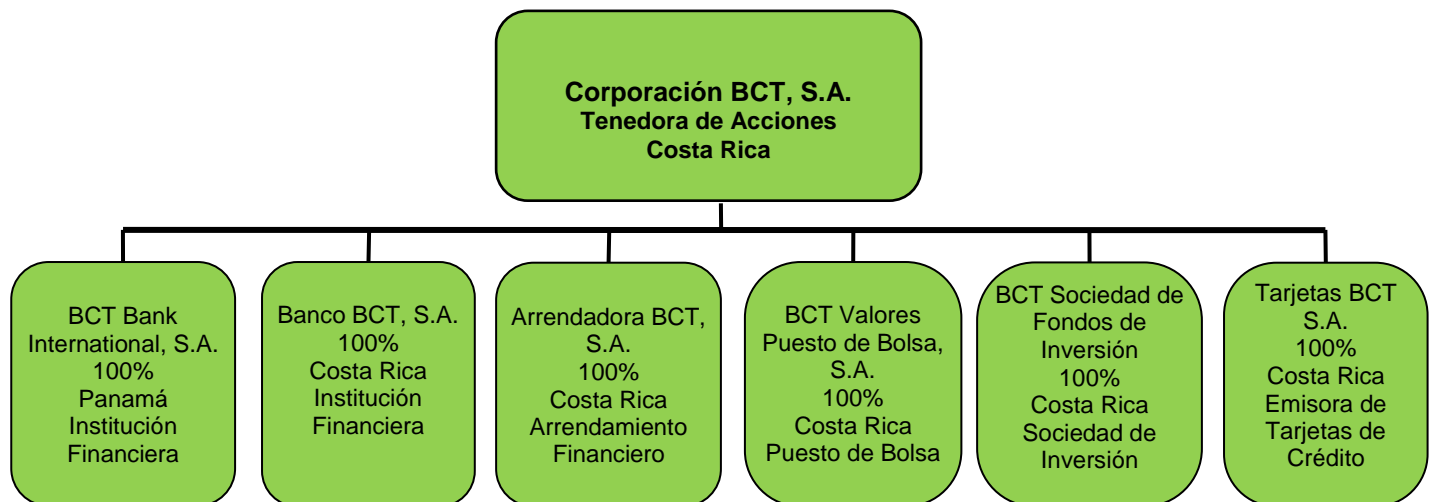 Corporación BCT, S.A.
Tenedora de Acciones
Costa Rica
BCT Bank
International, S.A.
100%
Panamá
Institución
Financiera
Banco BCT, S.A.
100%
Costa Rica
Institución
Financiera
Arrendadora BCT,
S.A.
100%
Costa Rica
Arrendamiento
Financiero
BCT Valores
Puesto de Bolsa,
S.A.
100%
Costa Rica
Puesto de Bolsa
BCT Sociedad de
Fondos de
Inversión
100%
Costa Rica
Sociedad de
Inversión
Tarjetas BCT
S.A.
100%
Costa Rica
Emisora de
Tarjetas de
Crédito